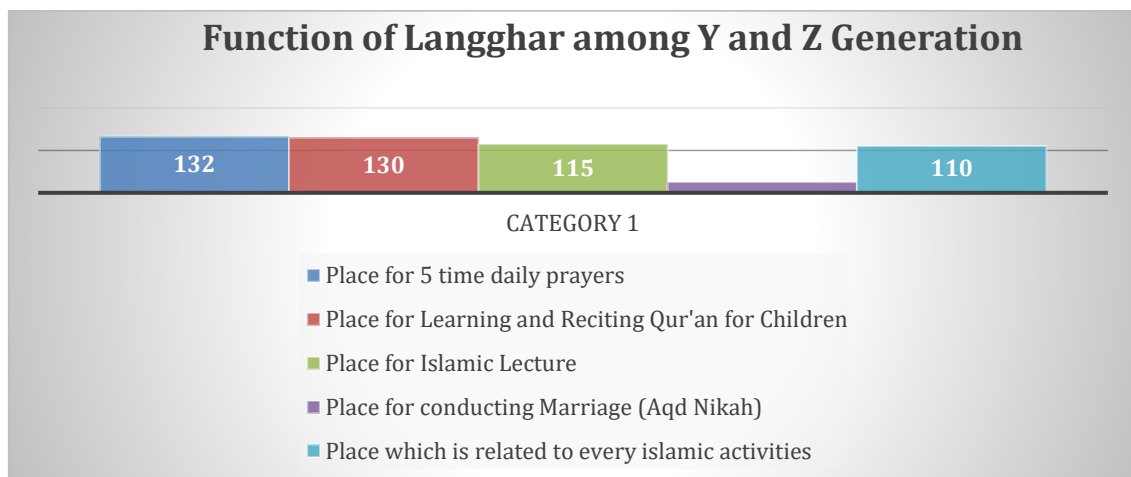 Function of Langghar among Y and Z Generation
132
130
115
110
CATEGORY 1
Place for 5 time daily prayers
Place for Learning and Reciting Qur'an for Children
Place for Islamic Lecture
Place for conducting Marriage (Aqd Nikah)
Place which is related to every islamic activities